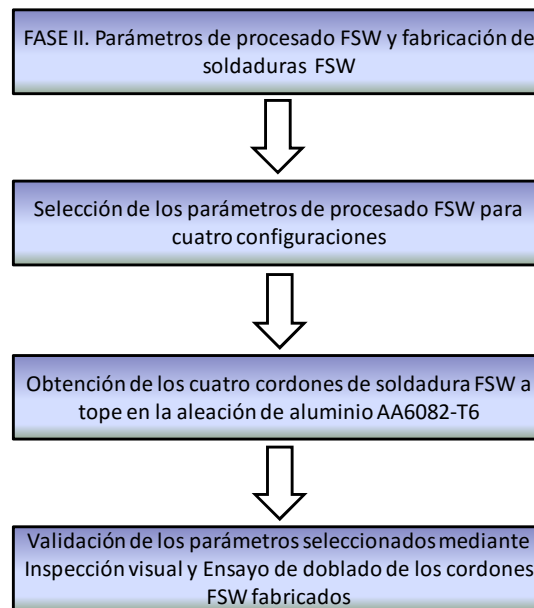 FASE II. Parámetros de procesado FSW y fabricación de
soldaduras FSW
Selección de los parámetros de procesado FSW para
cuatro configuraciones
Obtención de los cuatro cordones de soldadura FSW a
tope en la aleación de aluminio AA6082-T6
Validación de los parámetros seleccionados mediante
Inspección visual y Ensayo de doblado de los cordones
FSW fabricados